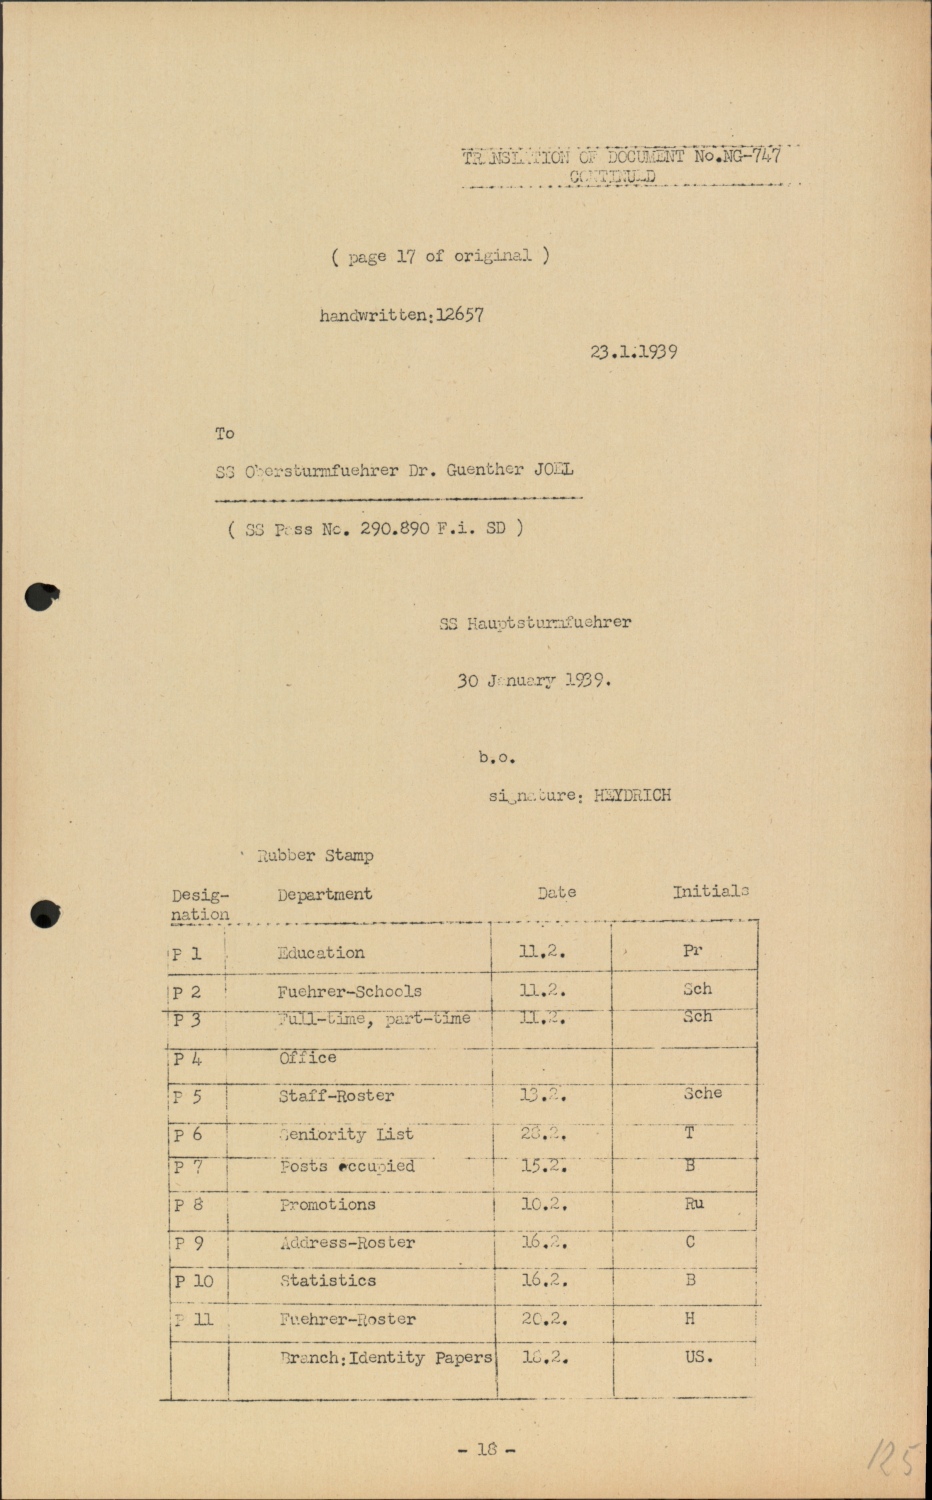 TRANSLATION OF DOCUMENT No.NG-747
CONTINUED
( page 17 of original )
handwritten:12657
23.1.1939
To
SS Obersturmfuehrer Dr. Guenther JOEL
( SS Pass No. 290.890 F.i. SD )
SS Hauptsturmfuehrer
30 January 1939.
b.o.
signature: HEYDRICH
Rubber Stamp
Desig- Department Date Initials
nation
P 1 Education 11.2. Pr
P 2 Fuehrer-Schools 11.2. Sch
P 3 Full-time, part-time 11.2. Sch
P 4 Office
P 5 Staff-Roster 13.2. Sche
P 6 Seniority List T
P 7 Posts occupied 15.2. B
P 8 Promotions 10.2. Ru
P 9 Address-Roster 16.2. C
P 10 Statistics 16.2. B
P 11 Fuehrer-Roster 20.2. H
Branch:Identity Papers US.
- 18 -
125